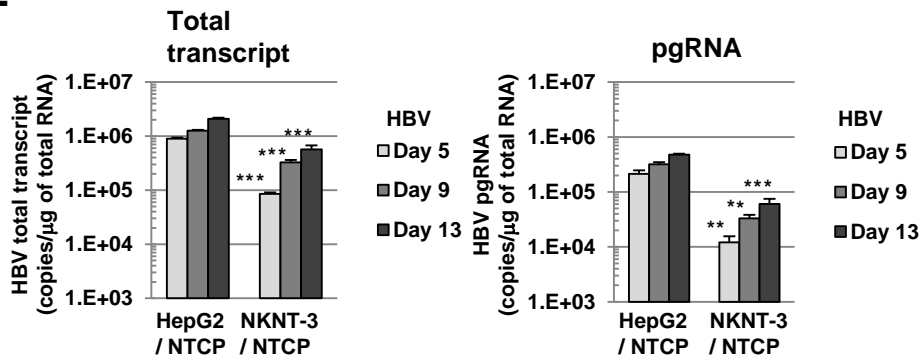 Total
transcript
HBV total transcript
(copies/μg of total RNA)
1.E+07
1.E+06
1.E+05
1.E+04
1.E+03
***
***
***
HepG2
/ NTCP
NKNT-3
/ NTCP
HBV
Day 5
Day 9
Day 13
pgRNA
HBV pgRNA
(copies/μg of total RNA)
1.E+07
1.E+06
1.E+05
1.E+04
1.E+03
**
**
***
HepG2
/ NTCP
NKNT-3
/ NTCP
HBV
Day 5
Day 9
Day 13